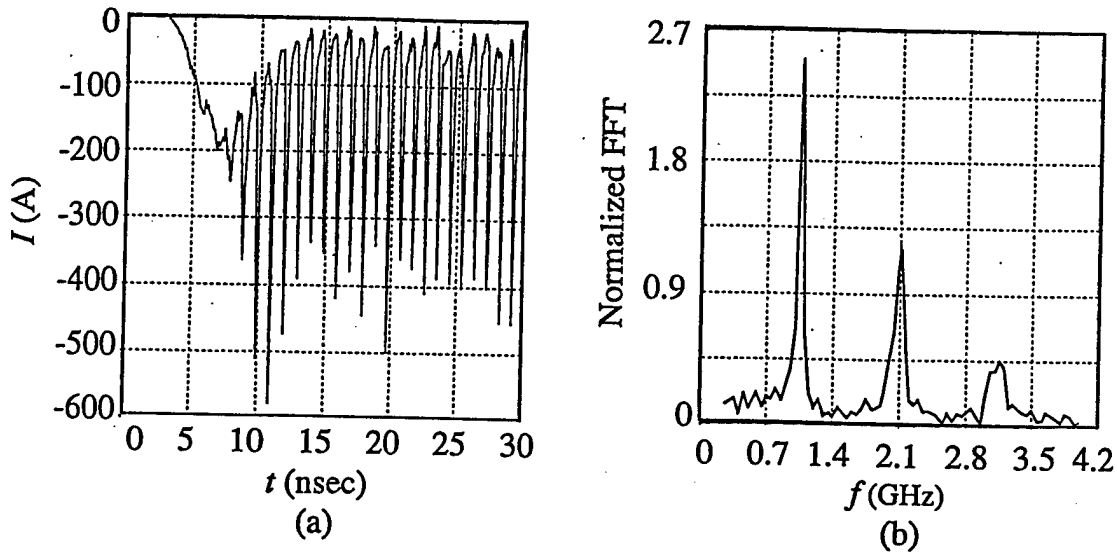 0
-100
-200
-300
-400
-500
-600
I (A)
0 5 10 15 20 25 30
t (nsec)
(a)
2.7
1.8
0.9
0
Normalized FFT
0 0.7 1.4 2.1 2.8 3.5 4.2
f (GHz)
(b)